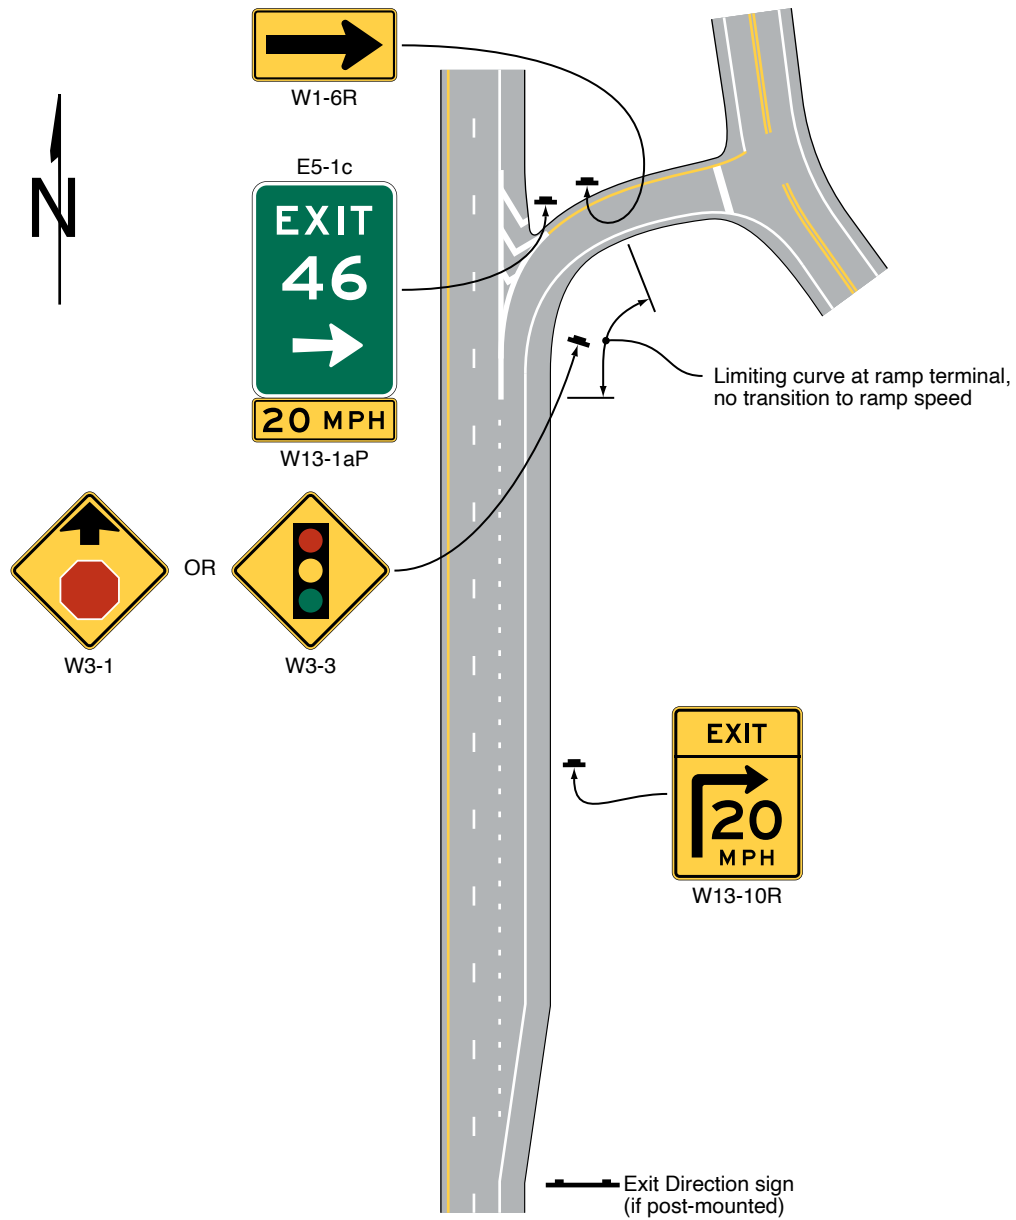 W1-6R
N
E5-1c
EXIT
46
20 MPH
W13-1aP
Limiting curve at ramp terminal,
no transition to ramp speed
OR
W3-1
W3-3
EXIT
20
MPH
W13-10R
Exit Direction sign
(if post-mounted)